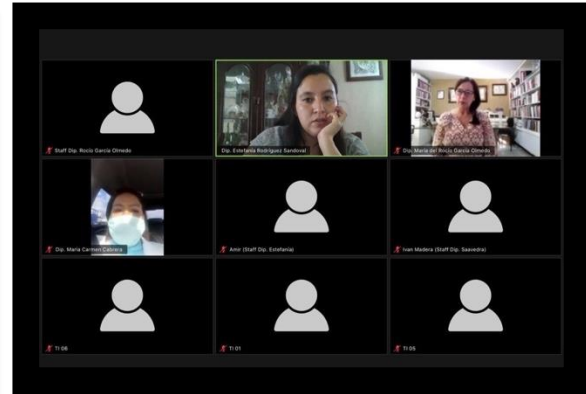 Staff Dip. Rocío García Olmedo
Dip. Estefanía Rodríguez Sandoval
Dip. María del Rocío García Olmedo
Dip. María Carmen Cabrera
Amir (Staff Dip. Estefanía)
Ivan Madera (Staff Dip. Saavedra)
TI 06
TI 01
TI 05